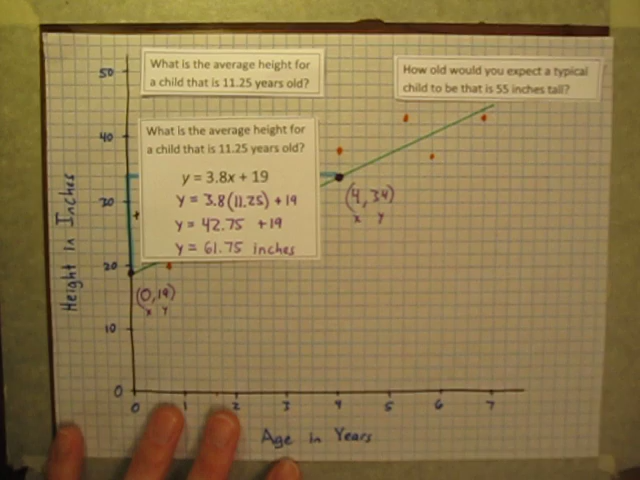 What is the average height for
a child that is 11.25 years old?
How old would you expect a typical
child to be that is 55 inches tall?
What is the average height for
a child that is 11.25 years old?
y = 3.8x + 19
y = 3.8(11.25) + 19
y = 42.75 + 19
y = 61.75 inches
50
40
30
20
10
0
Height in Inches
(4,34)
x y
(0,19)
x y
0 1 2 3 4 5 6 7
Age in Years